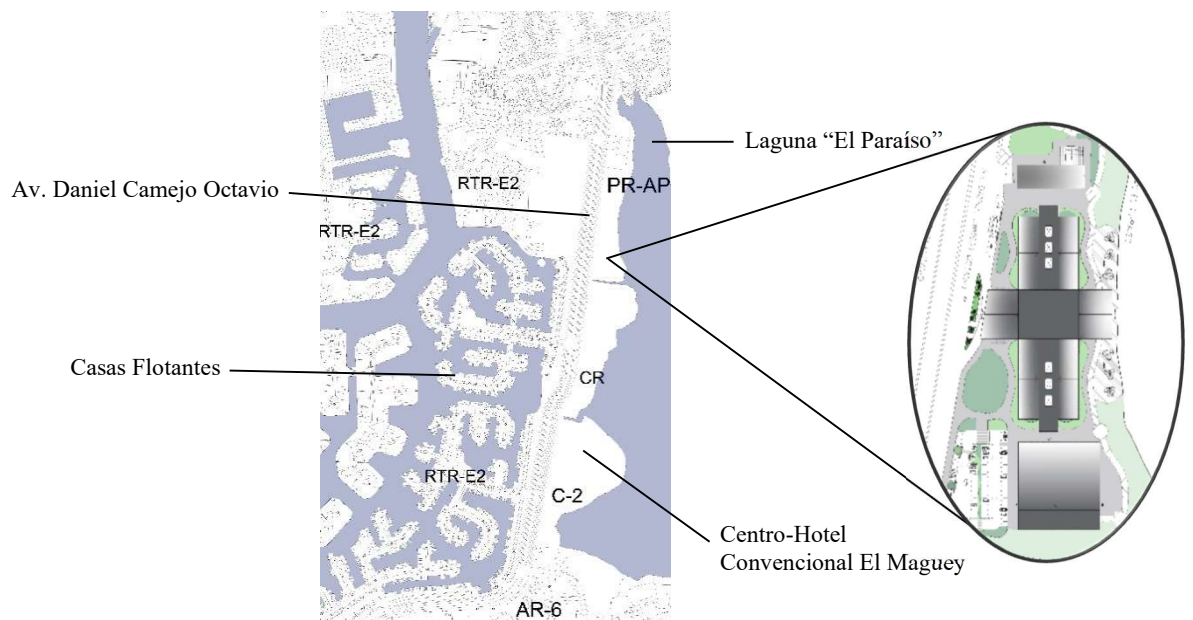 Laguna “El Paraíso”
Av. Daniel Camejo Octavio
RTR-E2
PR-AP
RTR-E2
Casas Flotantes
CR
RTR-E2
C-2
Centro-Hotel
Convencional El Maguey
AR-6